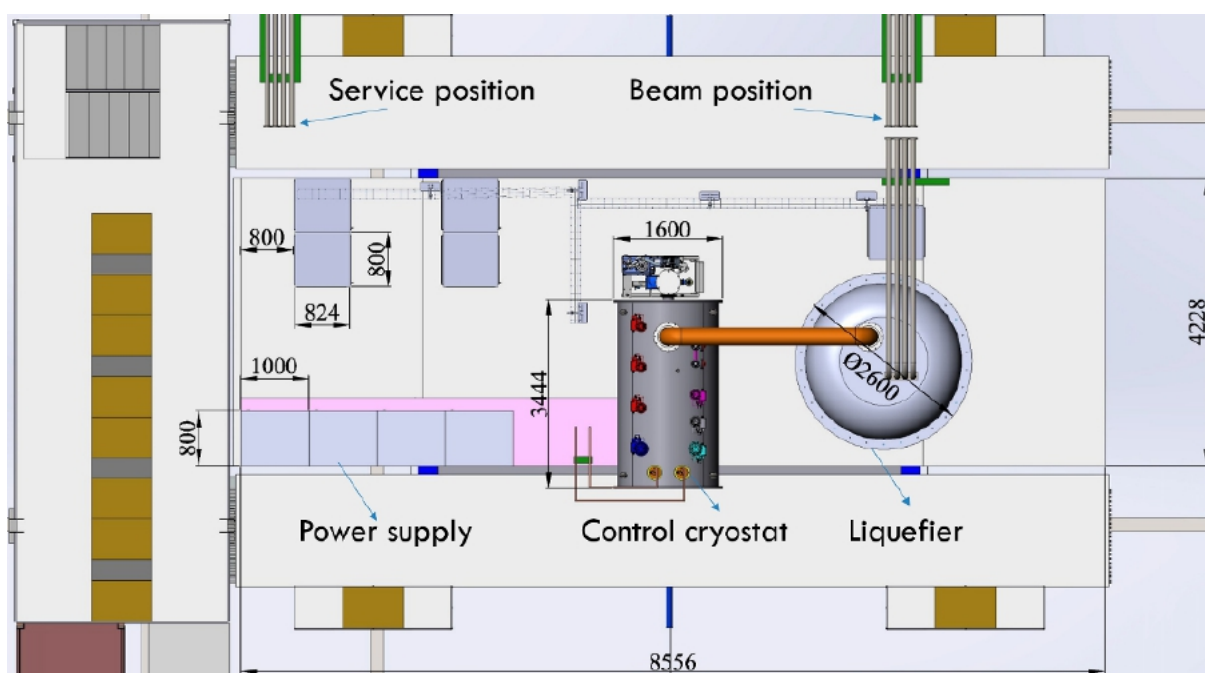 Service position
Beam position
1600
800
800
824
4228
1000
3444
Ø2600
800
Power supply
Control cryostat
Liquefier
8556